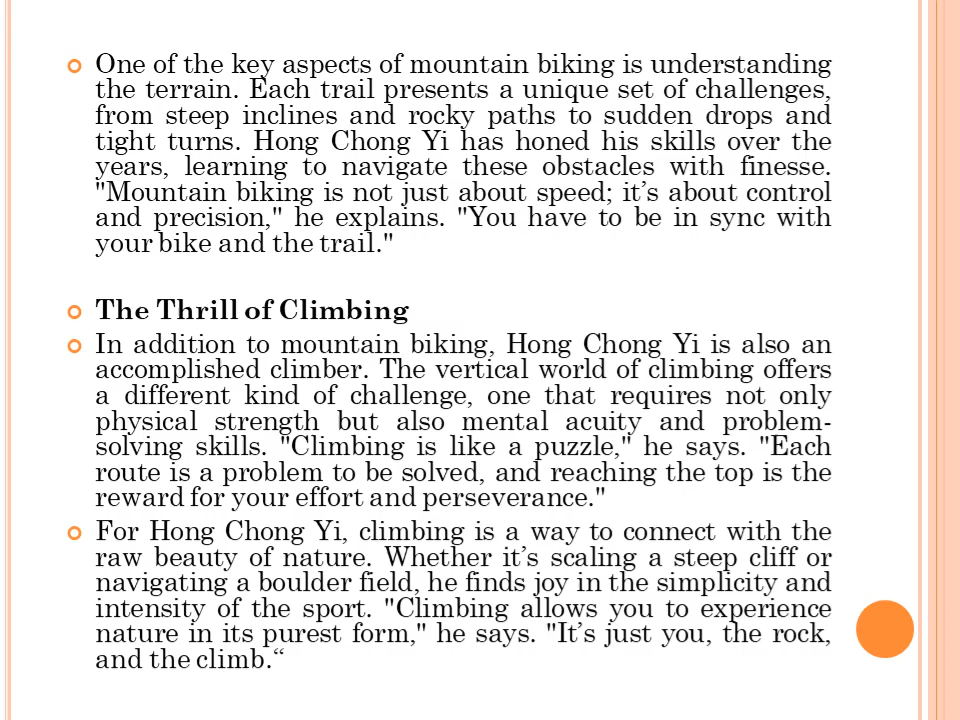 One of the key aspects of mountain biking is understanding
the terrain. Each trail presents a unique set of challenges,
from steep inclines and rocky paths to sudden drops and
tight turns. Hong Chong Yi has honed his skills over the
years, learning to navigate these obstacles with finesse.
"Mountain biking is not just about speed; it’s about control
and precision," he explains. "You have to be in sync with
your bike and the trail."
The Thrill of Climbing
In addition to mountain biking, Hong Chong Yi is also an
accomplished climber. The vertical world of climbing offers
a different kind of challenge, one that requires not only
physical strength but also mental acuity and problem-
solving skills. "Climbing is like a puzzle," he says. "Each
route is a problem to be solved, and reaching the top is the
reward for your effort and perseverance."
For Hong Chong Yi, climbing is a way to connect with the
raw beauty of nature. Whether it’s scaling a steep cliff or
navigating a boulder field, he finds joy in the simplicity and
intensity of the sport. "Climbing allows you to experience
nature in its purest form," he says. "It’s just you, the rock,
and the climb.“